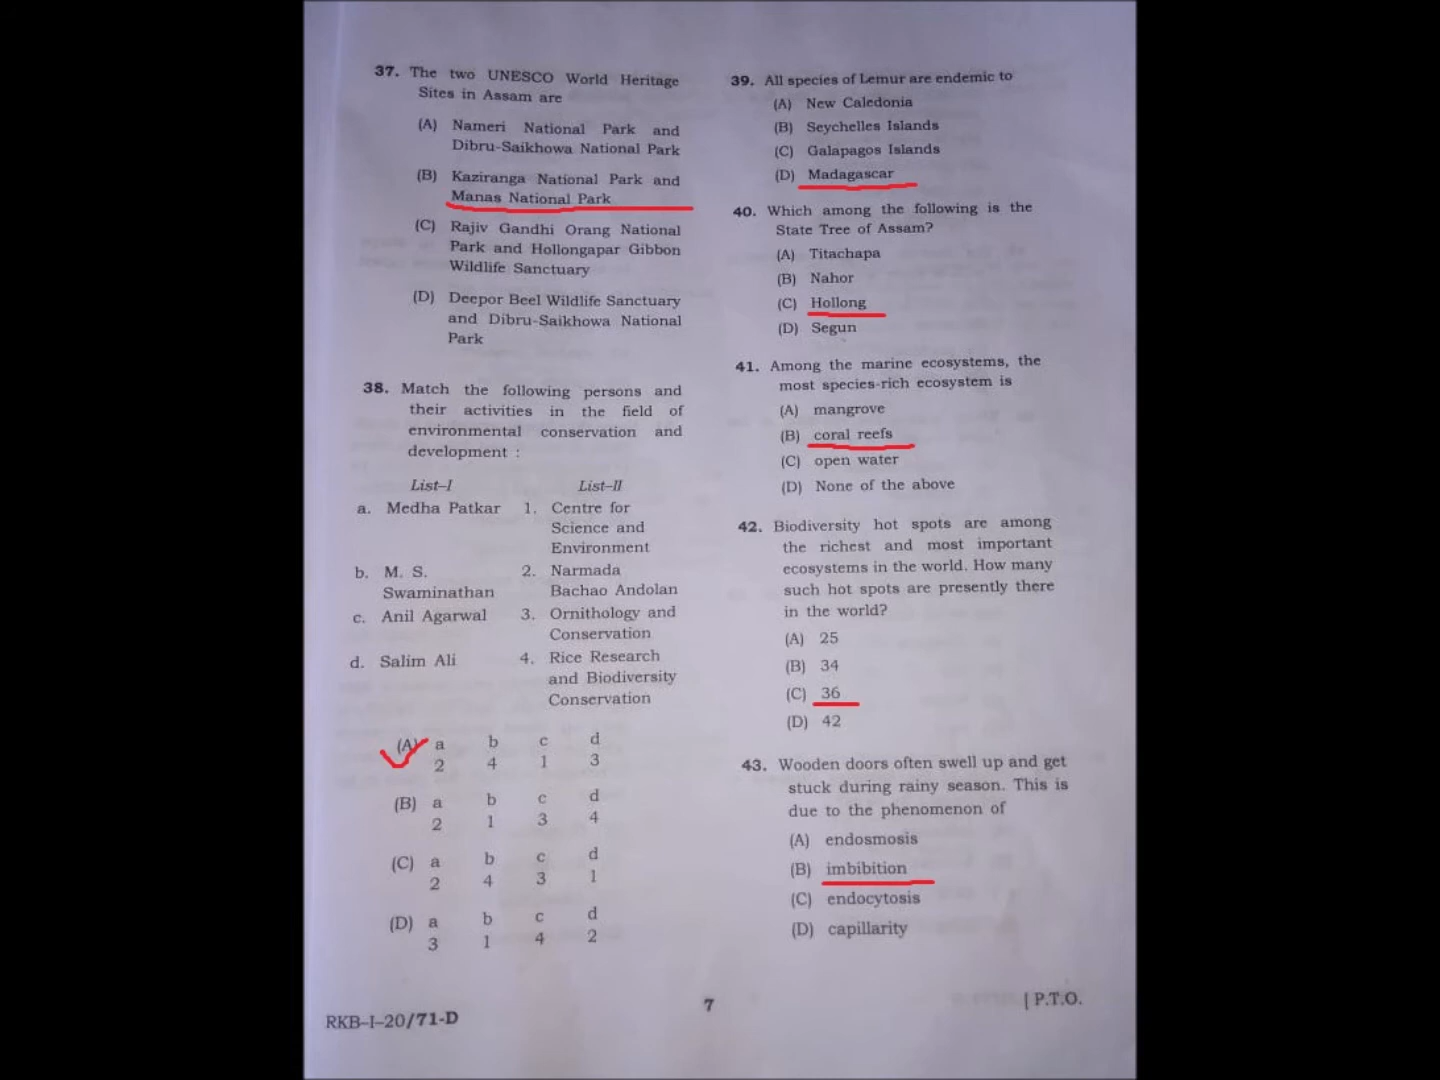 37. The two UNESCO World Heritage
Sites in Assam are
(A) Nameri National Park and
Dibru-Saikhowa National Park
(B) Kaziranga National Park and
Manas National Park
(C) Rajiv Gandhi Orang National
Park and Hollongapar Gibbon
Wildlife Sanctuary
(D) Deepor Beel Wildlife Sanctuary
and Dibru-Saikhowa National
Park
38. Match the following persons and
their activities in the field of
environmental conservation and
development :
List–I List–II
a. Medha Patkar 1. Centre for
Science and
Environment
b. M. S. 2. Narmada
Swaminathan Bachao Andolan
c. Anil Agarwal 3. Ornithology and
Conservation
d. Salim Ali 4. Rice Research
and Biodiversity
Conservation
(A) a b c d
2 4 1 3
(B) a b c d
2 1 3 4
(C) a b c d
2 4 3 1
(D) a b c d
3 1 4 2
39. All species of Lemur are endemic to
(A) New Caledonia
(B) Seychelles Islands
(C) Galapagos Islands
(D) Madagascar
40. Which among the following is the
State Tree of Assam?
(A) Titachapa
(B) Nahor
(C) Hollong
(D) Segun
41. Among the marine ecosystems, the
most species-rich ecosystem is
(A) mangrove
(B) coral reefs
(C) open water
(D) None of the above
42. Biodiversity hot spots are among
the richest and most important
ecosystems in the world. How many
such hot spots are presently there
in the world?
(A) 25
(B) 34
(C) 36
(D) 42
43. Wooden doors often swell up and get
stuck during rainy season. This is
due to the phenomenon of
(A) endosmosis
(B) imbibition
(C) endocytosis
(D) capillarity
RKB–I–20/71-D 7 [ P.T.O.